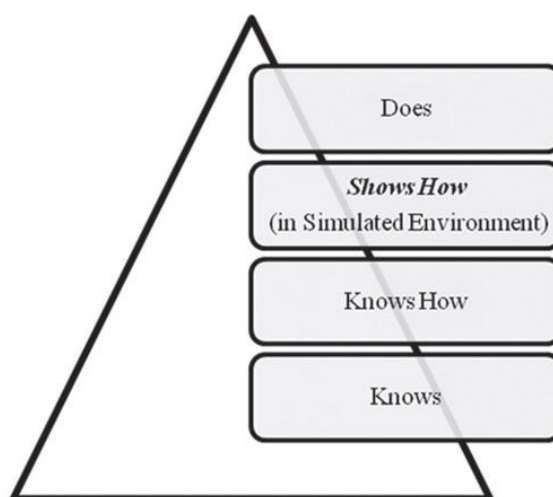 Does
Shows How
(in Simulated Environment)
Knows How
Knows